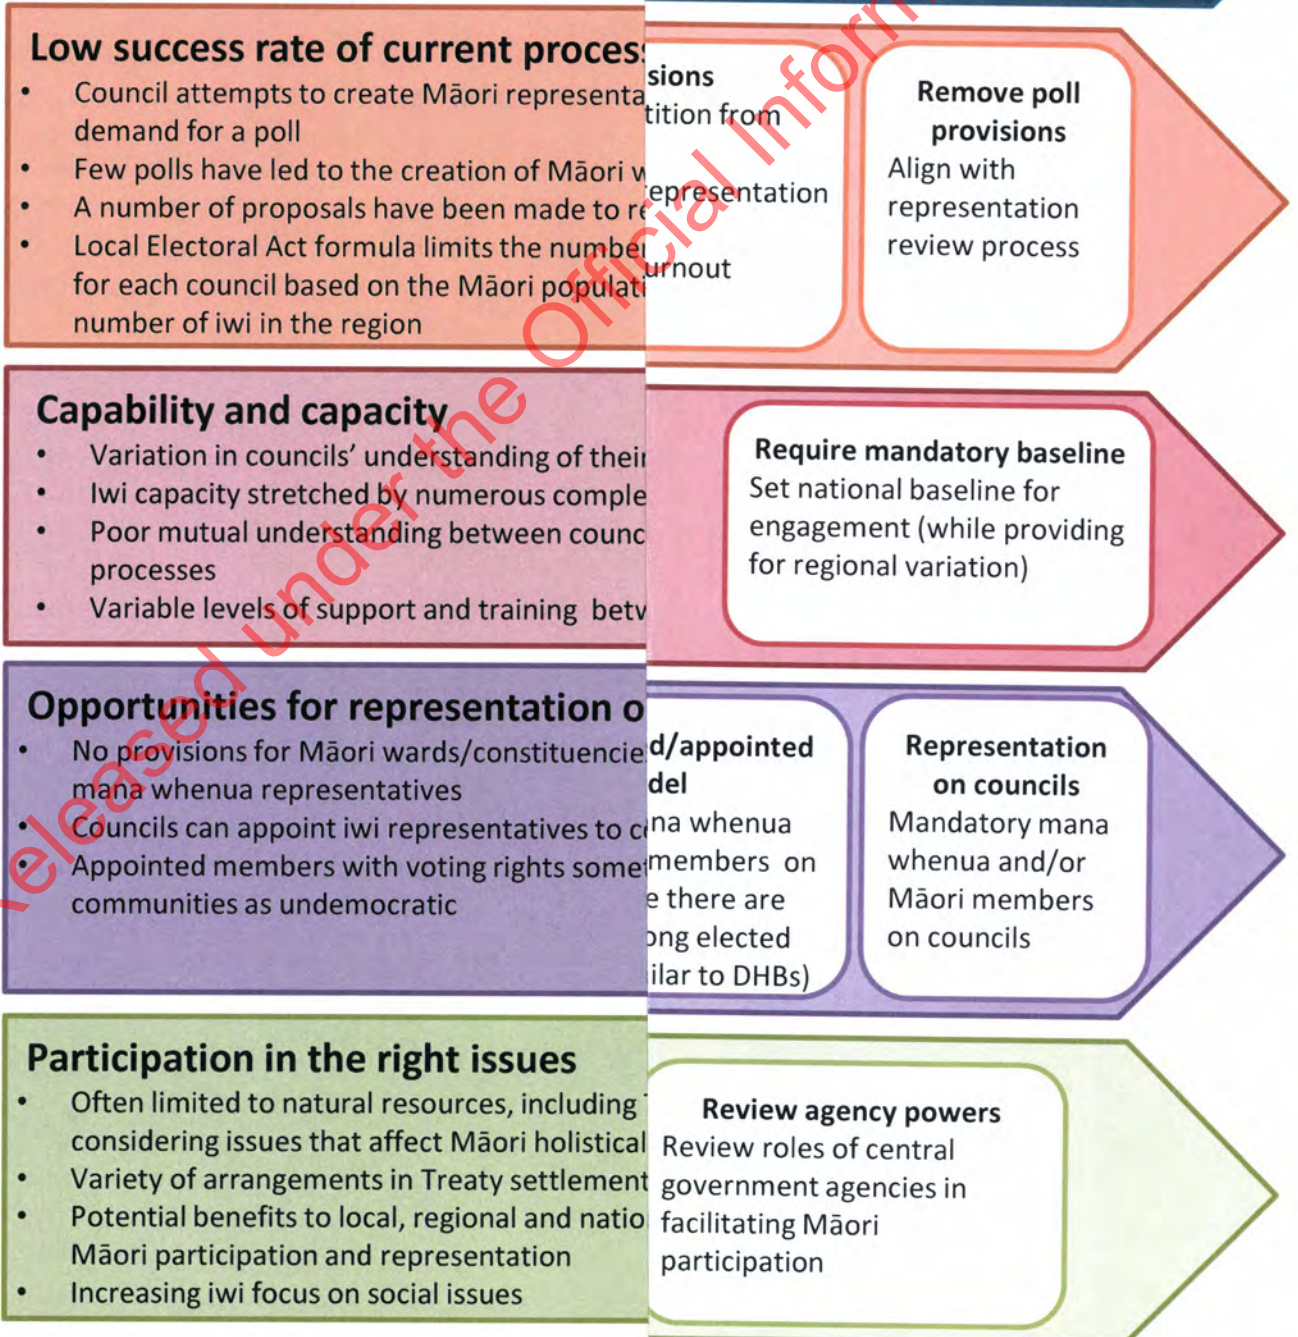 Low success rate of current proces
• Council attempts to create Māori representa
demand for a poll
• Few polls have led to the creation of Māori w
• A number of proposals have been made to re
• Local Electoral Act formula limits the number
for each council based on the Māori populati
number of iwi in the region
sions
tition from
epresentation
urnout
Remove poll
provisions
Align with
representation
review process
Capability and capacity
• Variation in councils' understanding of their
• Iwi capacity stretched by numerous comple
• Poor mutual understanding between counc
processes
• Variable levels of support and training betw
Require mandatory baseline
Set national baseline for
engagement (while providing
for regional variation)
Opportunities for representation o
• No provisions for Māori wards/constituencie
mana whenua representatives
• Councils can appoint iwi representatives to c
• Appointed members with voting rights somet
communities as undemocratic
d/appointed
del
na whenua
members on
e there are
ong elected
ilar to DHBs)
Representation
on councils
Mandatory mana
whenua and/or
Māori members
on councils
Participation in the right issues
• Often limited to natural resources, including
considering issues that affect Māori holistical
• Variety of arrangements in Treaty settlement
• Potential benefits to local, regional and natio
Māori participation and representation
• Increasing iwi focus on social issues
Review agency powers
Review roles of central
government agencies in
facilitating Māori
participation
Released under the Official Inform